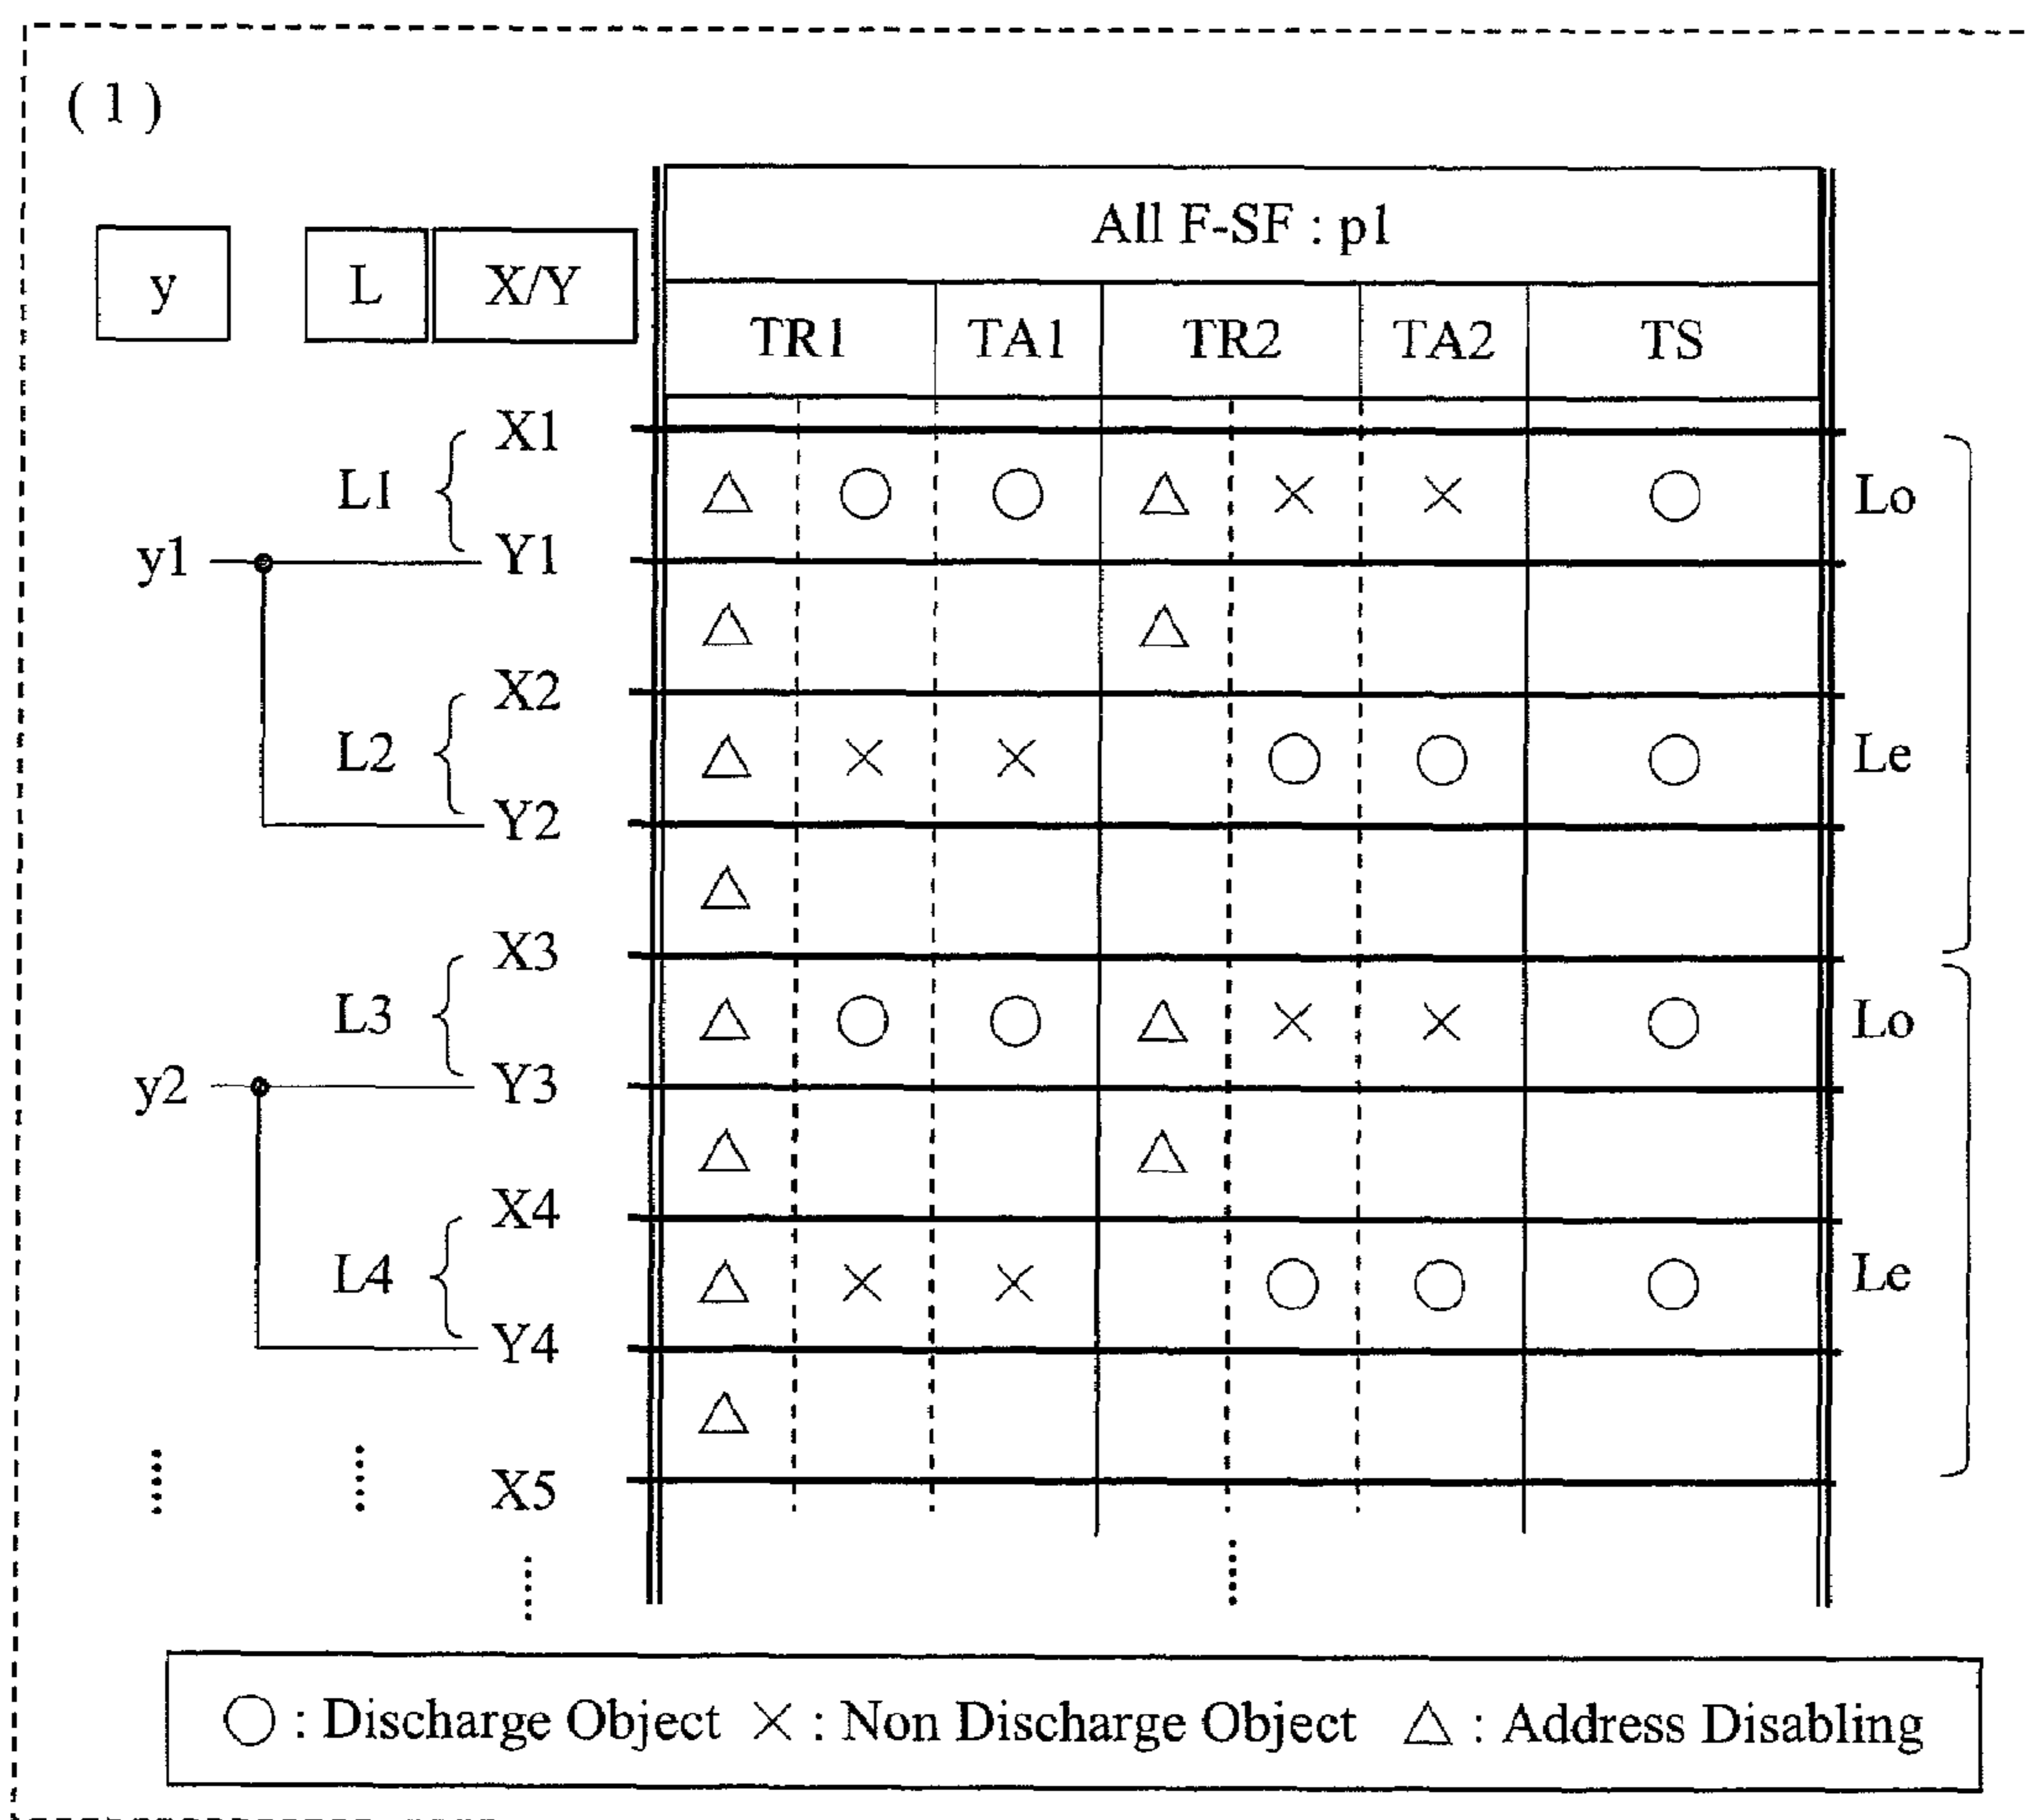 (1)
All F-SF : p1
y L X/Y
TR1 TA1 TR2 TA2 TS
X1
L1 △ ○ ○ △ × × ○ Lo
y1 Y1
△ △
X2
L2 △ × × ○ ○ ○ Le
Y2
△
X3
L3 △ ○ ○ △ × × ○ Lo
y2 Y3
△ △
X4
L4 △ × × ○ ○ ○ Le
Y4
△
X5
○ : Discharge Object × : Non Discharge Object △ : Address Disabling